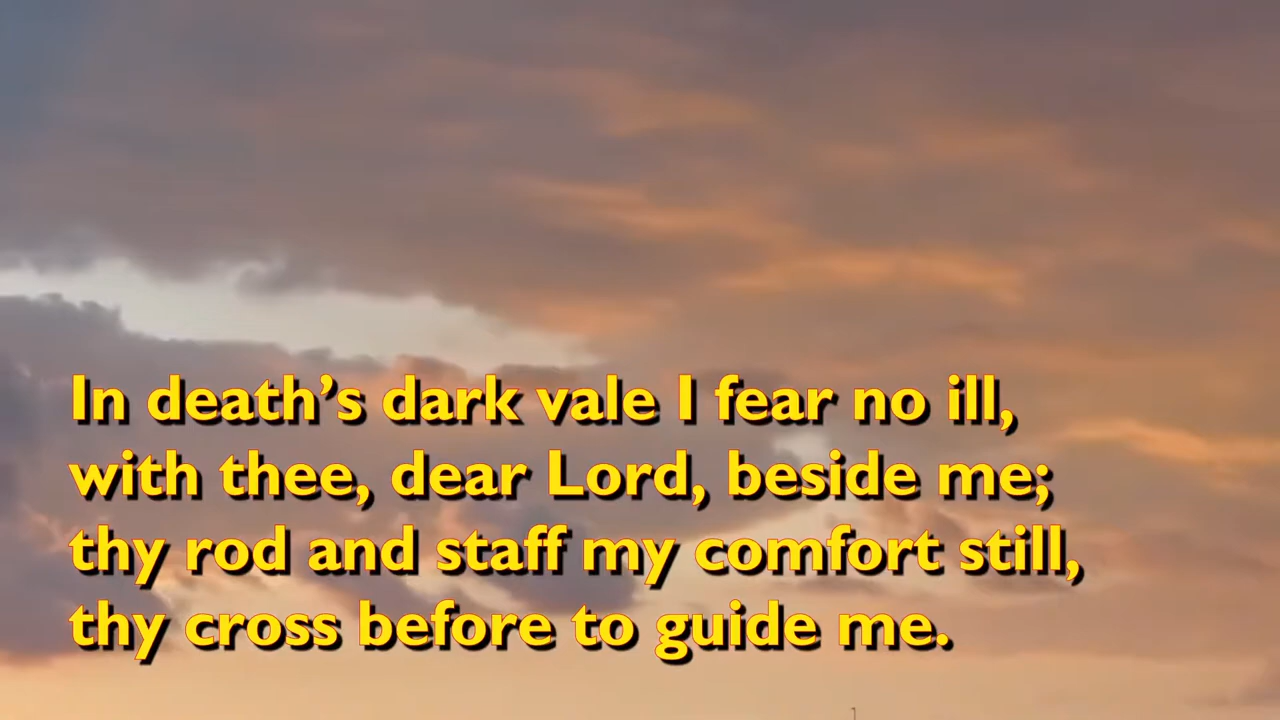 In death’s dark vale I fear no ill,
with thee, dear Lord, beside me;
thy rod and staff my comfort still,
thy cross before to guide me.